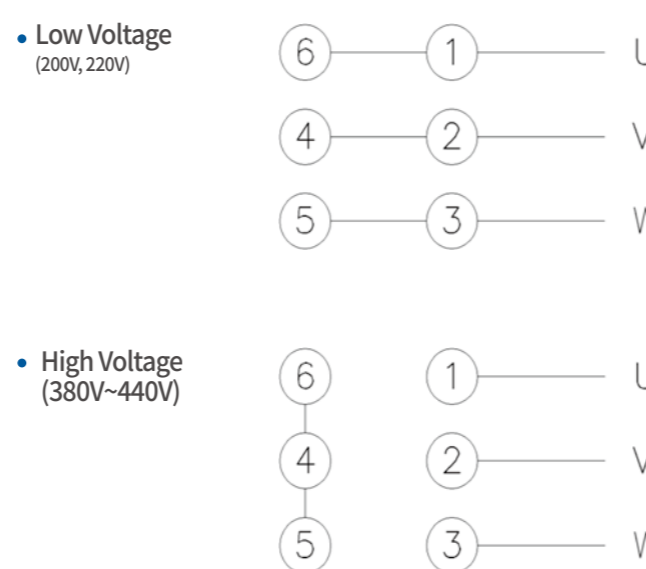 • Low Voltage
(200V, 220V)
6 1 U
4 2 V
5 3 W
• High Voltage
(380V~440V)
6 1 U
4 2 V
5 3 W